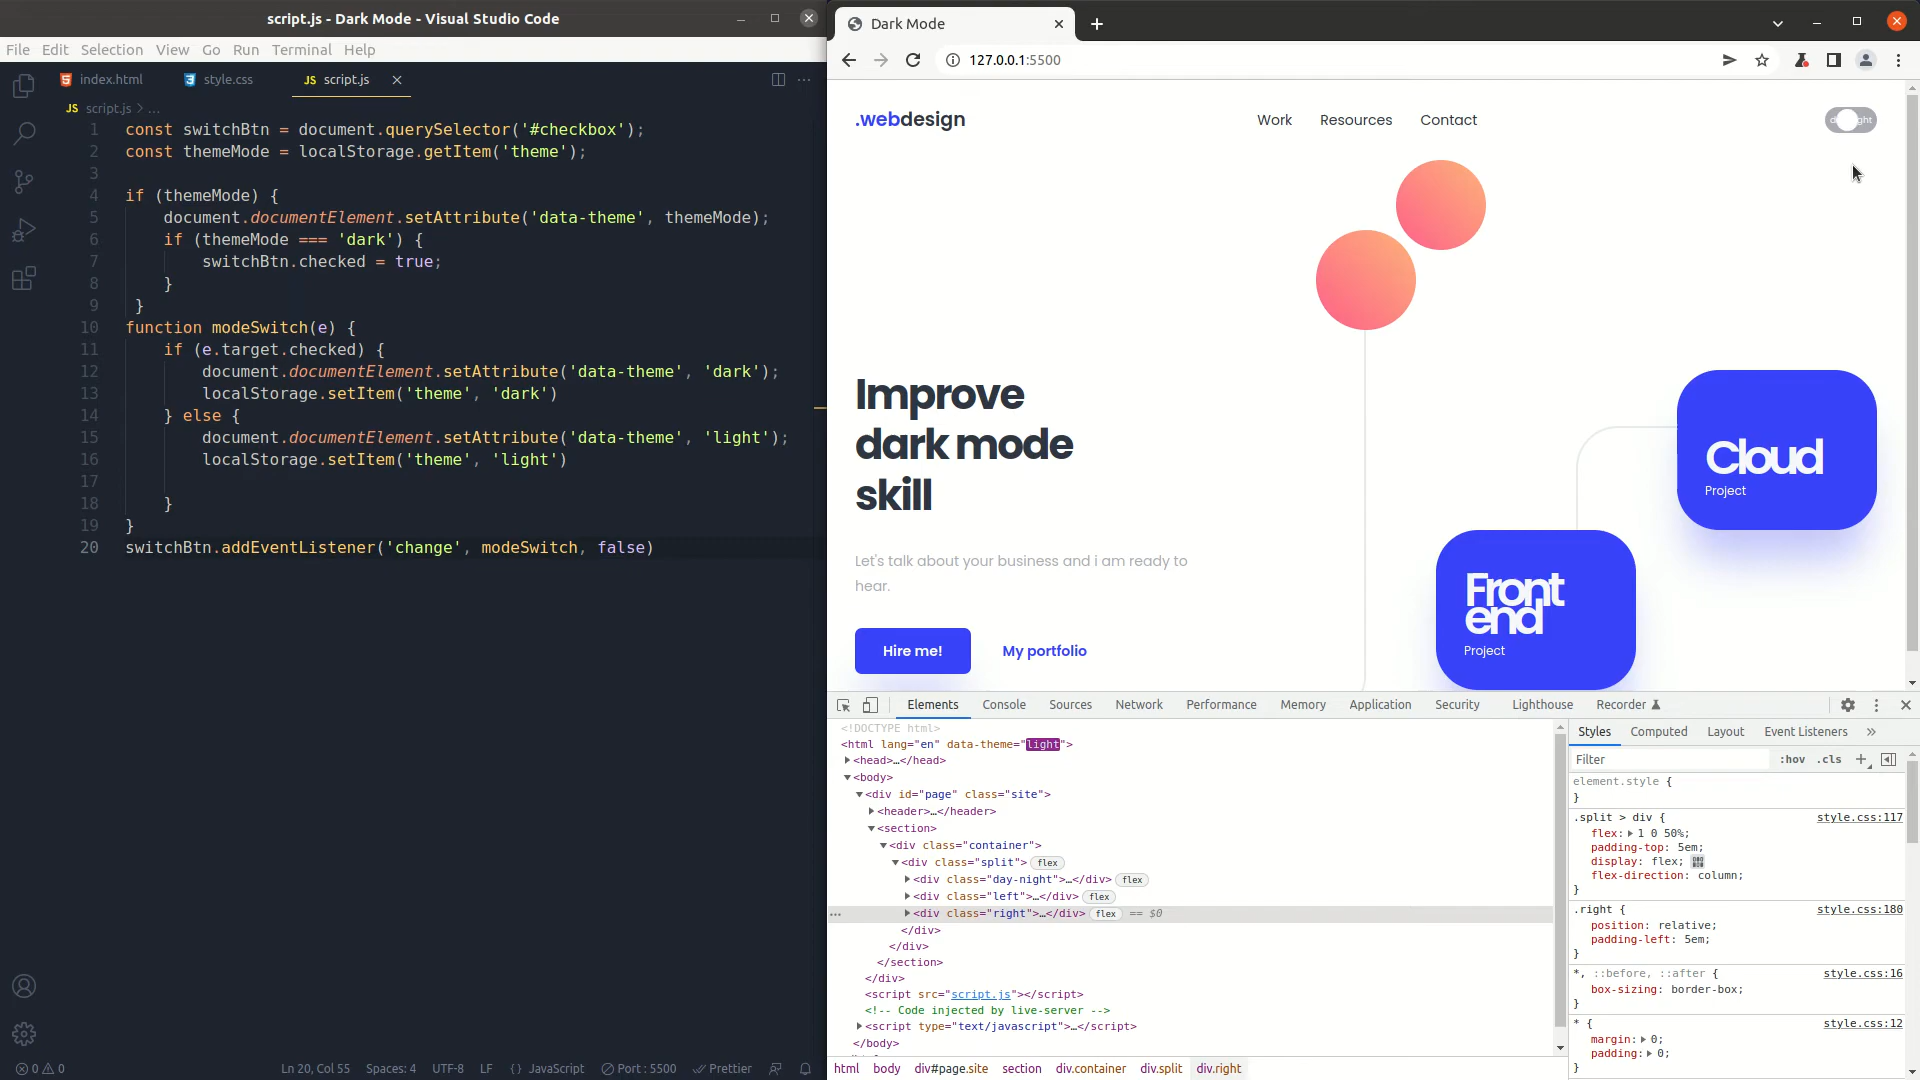 script.js - Dark Mode - Visual Studio Code
File Edit Selection View Go Run Terminal Help
index.html style.css JS script.js
JS script.js > ...
1 const switchBtn = document.querySelector('#checkbox');
2 const themeMode = localStorage.getItem('theme');
3
4 if (themeMode) {
5 document.documentElement.setAttribute('data-theme', themeMode);
6 if (themeMode === 'dark') {
7 switchBtn.checked = true;
8 }
9 }
10 function modeSwitch(e) {
11 if (e.target.checked) {
12 document.documentElement.setAttribute('data-theme', 'dark');
13 localStorage.setItem('theme', 'dark')
14 } else {
15 document.documentElement.setAttribute('data-theme', 'light');
16 localStorage.setItem('theme', 'light')
17
18 }
19 }
20 switchBtn.addEventListener('change', modeSwitch, false)
0 0 Ln 20, Col 55 Spaces: 4 UTF-8 LF {} JavaScript Port : 5500 Prettier
Dark Mode
127.0.0.1:5500
.webdesign Work Resources Contact
Improve
dark mode
skill
Let's talk about your business and i am ready to
hear.
Hire me! My portfolio
Cloud
Project
Front
end
Project
Elements Console Sources Network Performance Memory Application Security Lighthouse Recorder
<!DOCTYPE html>
<html lang="en" data-theme="light">
<head>…</head>
<body>
<div id="page" class="site">
<header>…</header>
<section>
<div class="container">
<div class="split"> flex
<div class="day-night">…</div> flex
<div class="left">…</div> flex
... <div class="right">…</div> flex == $0
</div>
</div>
</section>
</div>
<script src="script.js"></script>
<!-- Code injected by live-server -->
<script type="text/javascript">…</script>
</body>
html body div#page.site section div.container div.split div.right
Styles Computed Layout Event Listeners »
Filter :hov .cls +
element.style {
}
.split > div { style.css:117
flex: 1 0 50%;
padding-top: 5em;
display: flex;
flex-direction: column;
}
.right { style.css:180
position: relative;
padding-left: 5em;
}
*, ::before, ::after { style.css:16
box-sizing: border-box;
}
* { style.css:12
margin: 0;
padding: 0;
}